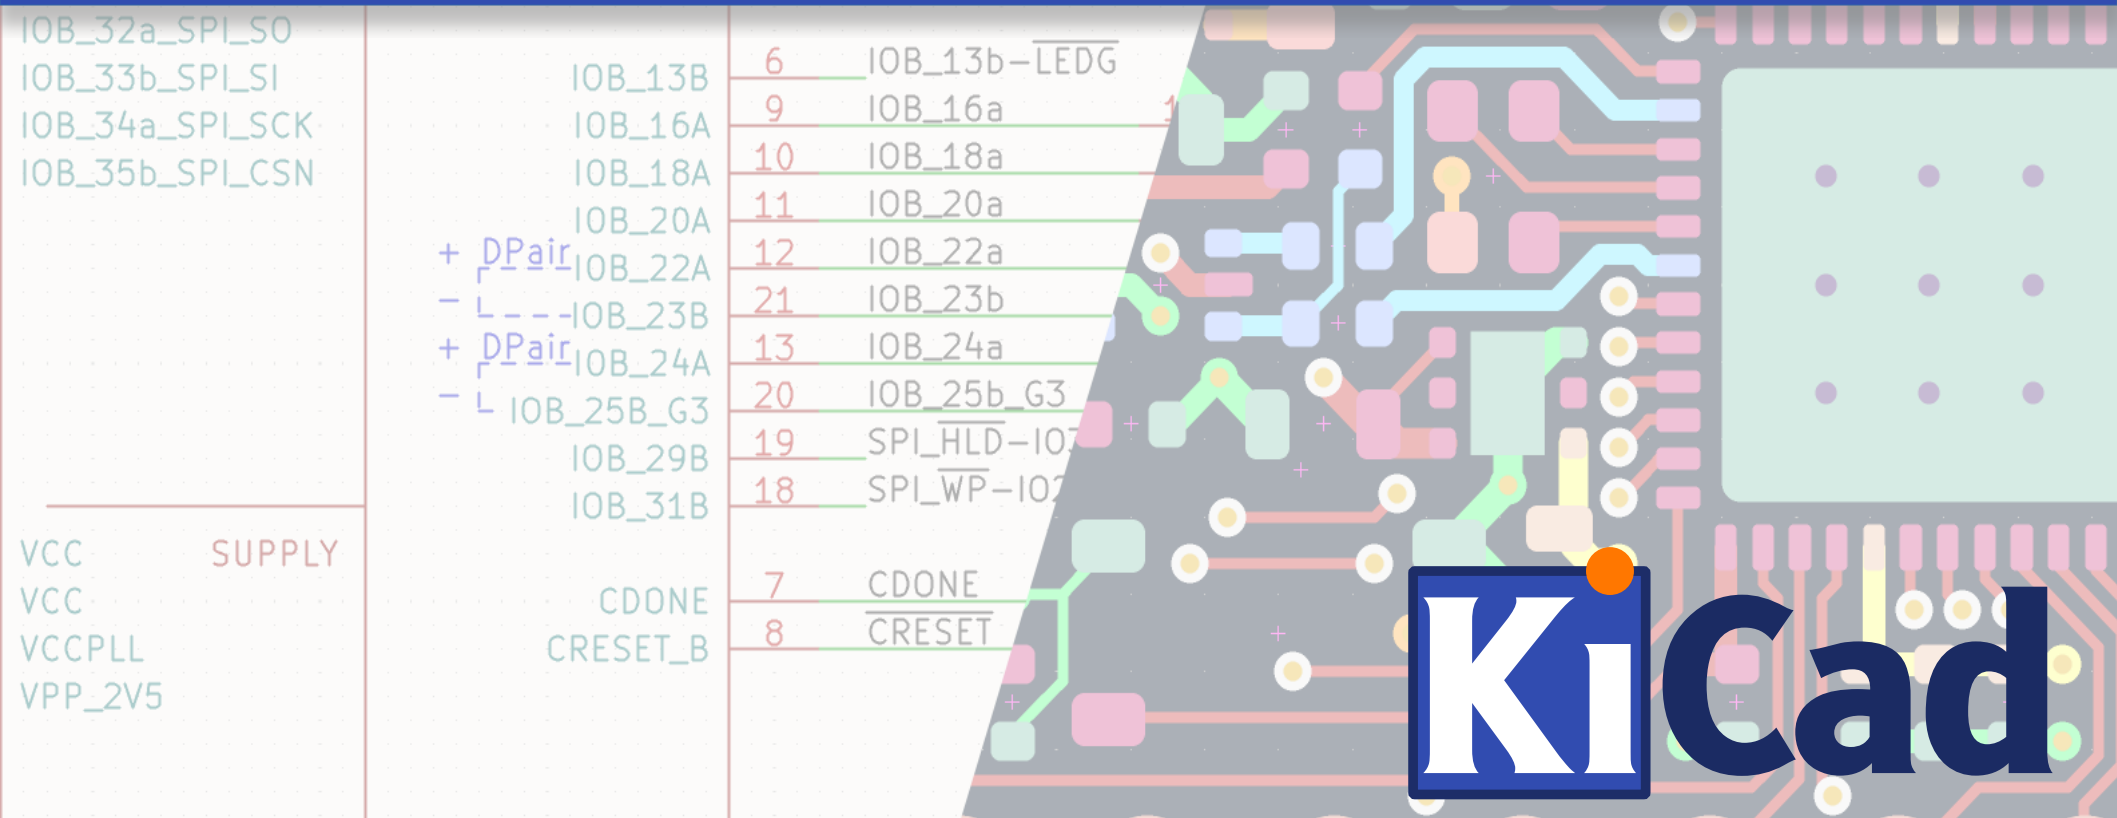 IOB_32a_SPI_SO
IOB_33b_SPI_SI
IOB_34a_SPI_SCK
IOB_35b_SPI_CSN
VCC SUPPLY
VCC
VCCPLL
VPP_2V5
IOB_13B 6 IOB_13b-LEDG
IOB_16A 9 IOB_16a
IOB_18A 10 IOB_18a
IOB_20A 11 IOB_20a
+ DPair IOB_22A 12 IOB_22a
- IOB_23B 21 IOB_23b
+ DPair IOB_24A 13 IOB_24a
- IOB_25B_G3 20 IOB_25b_G3
IOB_29B 19 SPI_HLD-IO3
IOB_31B 18 SPI_WP-IO2
CDONE 7 CDONE
CRESET_B 8 CRESET
KiCad